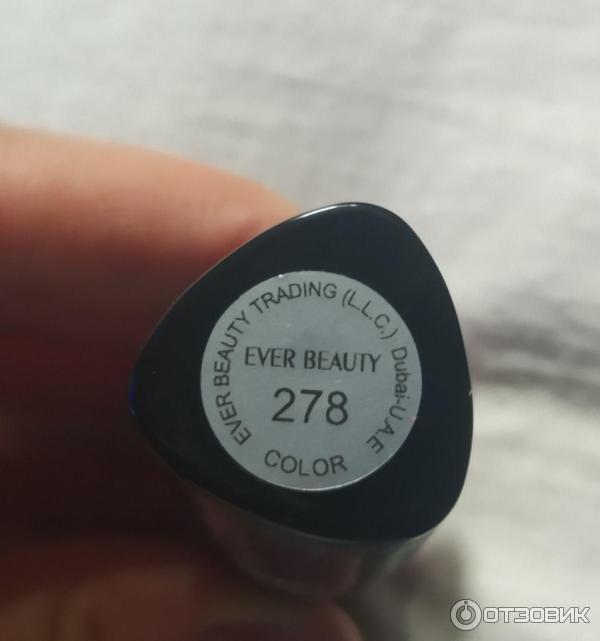 EVER BEAUTY TRADING (L.L.C.) Dubai-U.A.E
EVER BEAUTY
278
COLOR
ОТЗОВИК